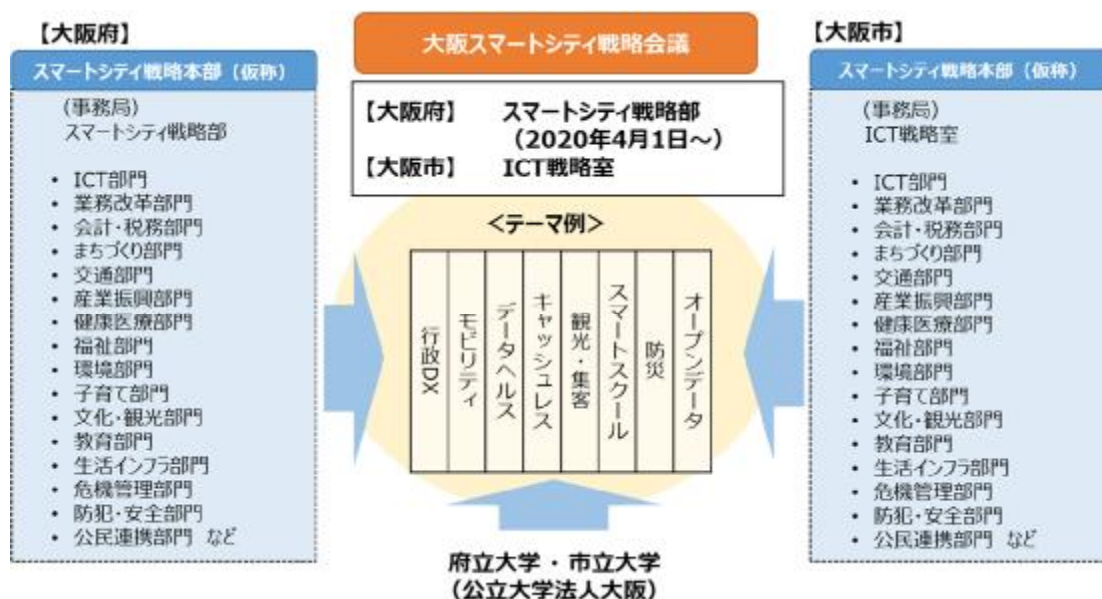 【大阪府】
スマートシティ戦略本部（仮称）
（事務局）
スマートシティ戦略部
• ICT部門
• 業務改革部門
• 会計・税務部門
• まちづくり部門
• 交通部門
• 産業振興部門
• 健康医療部門
• 福祉部門
• 環境部門
• 子育て部門
• 文化・観光部門
• 教育部門
• 生活インフラ部門
• 危機管理部門
• 防犯・安全部門
• 公民連携部門 など
大阪スマートシティ戦略会議
【大阪府】 スマートシティ戦略部
（2020年4月1日～）
【大阪市】 ICT戦略室
＜テーマ例＞
行政DX
モビリティ
データヘルス
キャッシュレス
観光・集客
スマートスクール
防災
オープンデータ
府立大学・市立大学
（公立大学法人大阪）
【大阪市】
スマートシティ戦略本部（仮称）
（事務局）
ICT戦略室
• ICT部門
• 業務改革部門
• 会計・税務部門
• まちづくり部門
• 交通部門
• 産業振興部門
• 健康医療部門
• 福祉部門
• 環境部門
• 子育て部門
• 文化・観光部門
• 教育部門
• 生活インフラ部門
• 危機管理部門
• 防犯・安全部門
• 公民連携部門 など